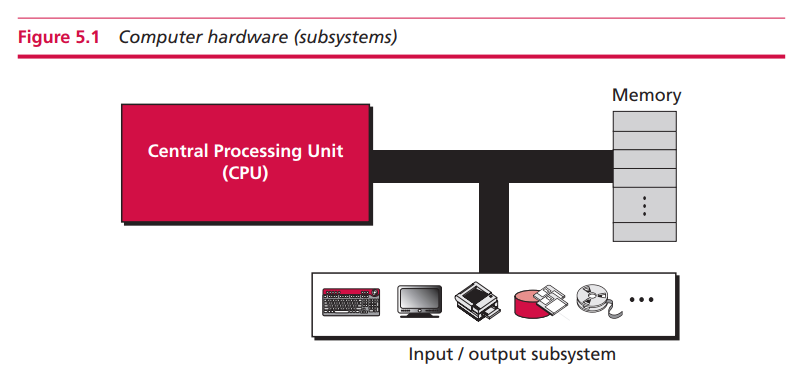 Figure 5.1 Computer hardware (subsystems)
Memory
Central Processing Unit
(CPU)
Input / output subsystem